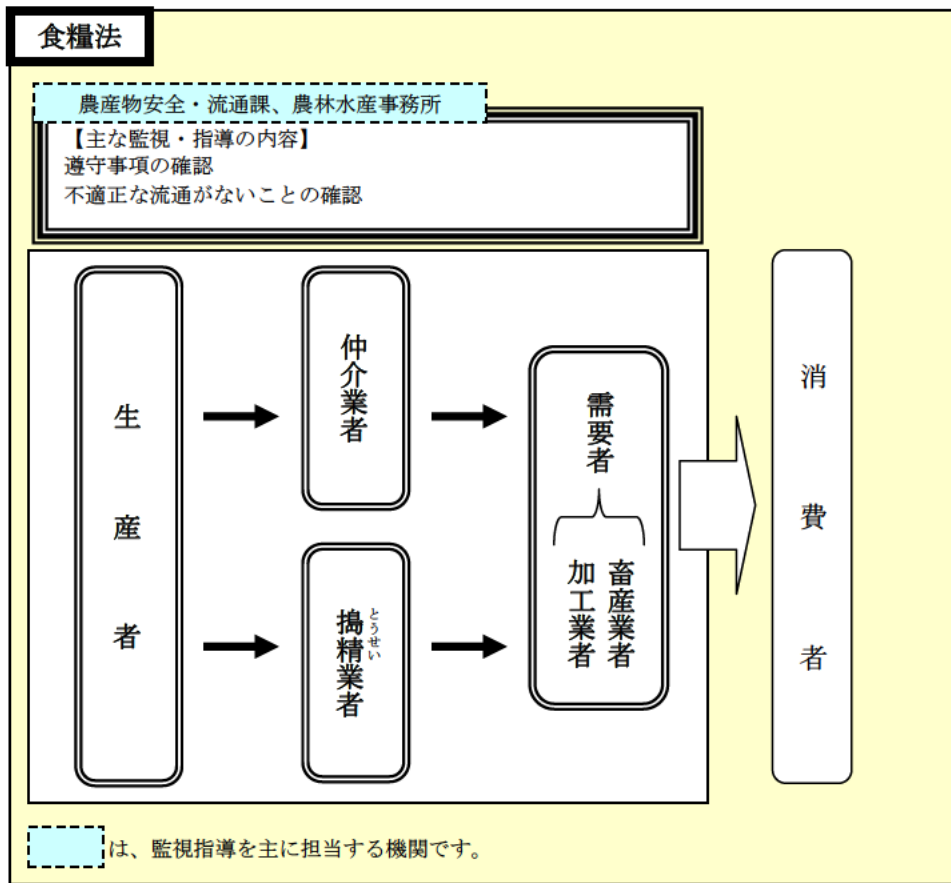 食糧法
農産物安全・流通課、農林水産事務所
【主な監視・指導の内容】
遵守事項の確認
不適正な流通がないことの確認
生産者
仲介業者
搗精業者
とうせい
需要者
畜産業者
加工業者
消費者
は、監視指導を主に担当する機関です。